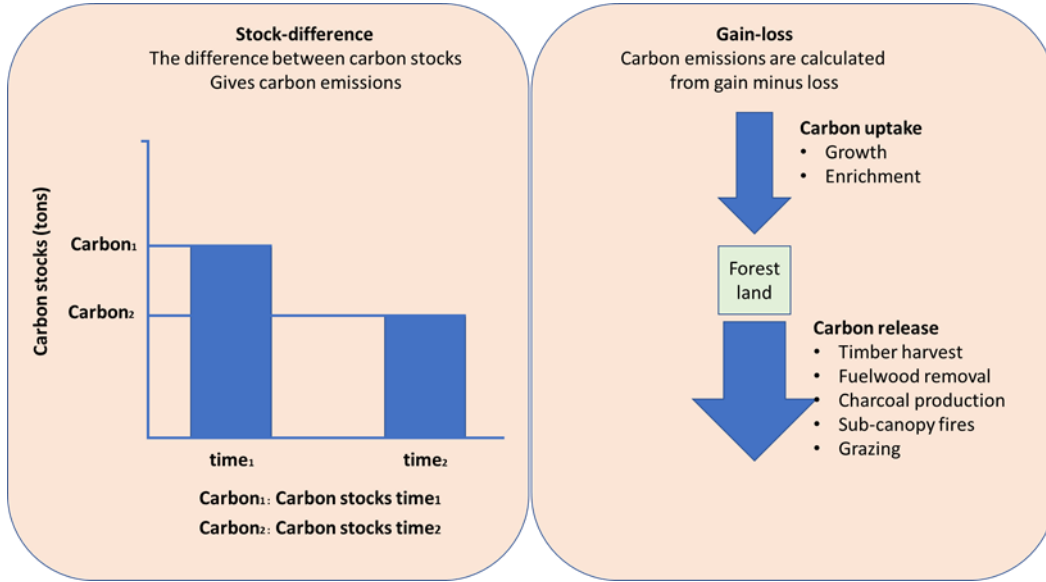 Stock-difference
The difference between carbon stocks
Gives carbon emissions
Carbon stocks (tons)
Carbon₁
Carbon₂
time₁
time₂
Carbon₁: Carbon stocks time₁
Carbon₂: Carbon stocks time₂
Gain-loss
Carbon emissions are calculated
from gain minus loss
Carbon uptake
• Growth
• Enrichment
Forest
land
Carbon release
• Timber harvest
• Fuelwood removal
• Charcoal production
• Sub-canopy fires
• Grazing